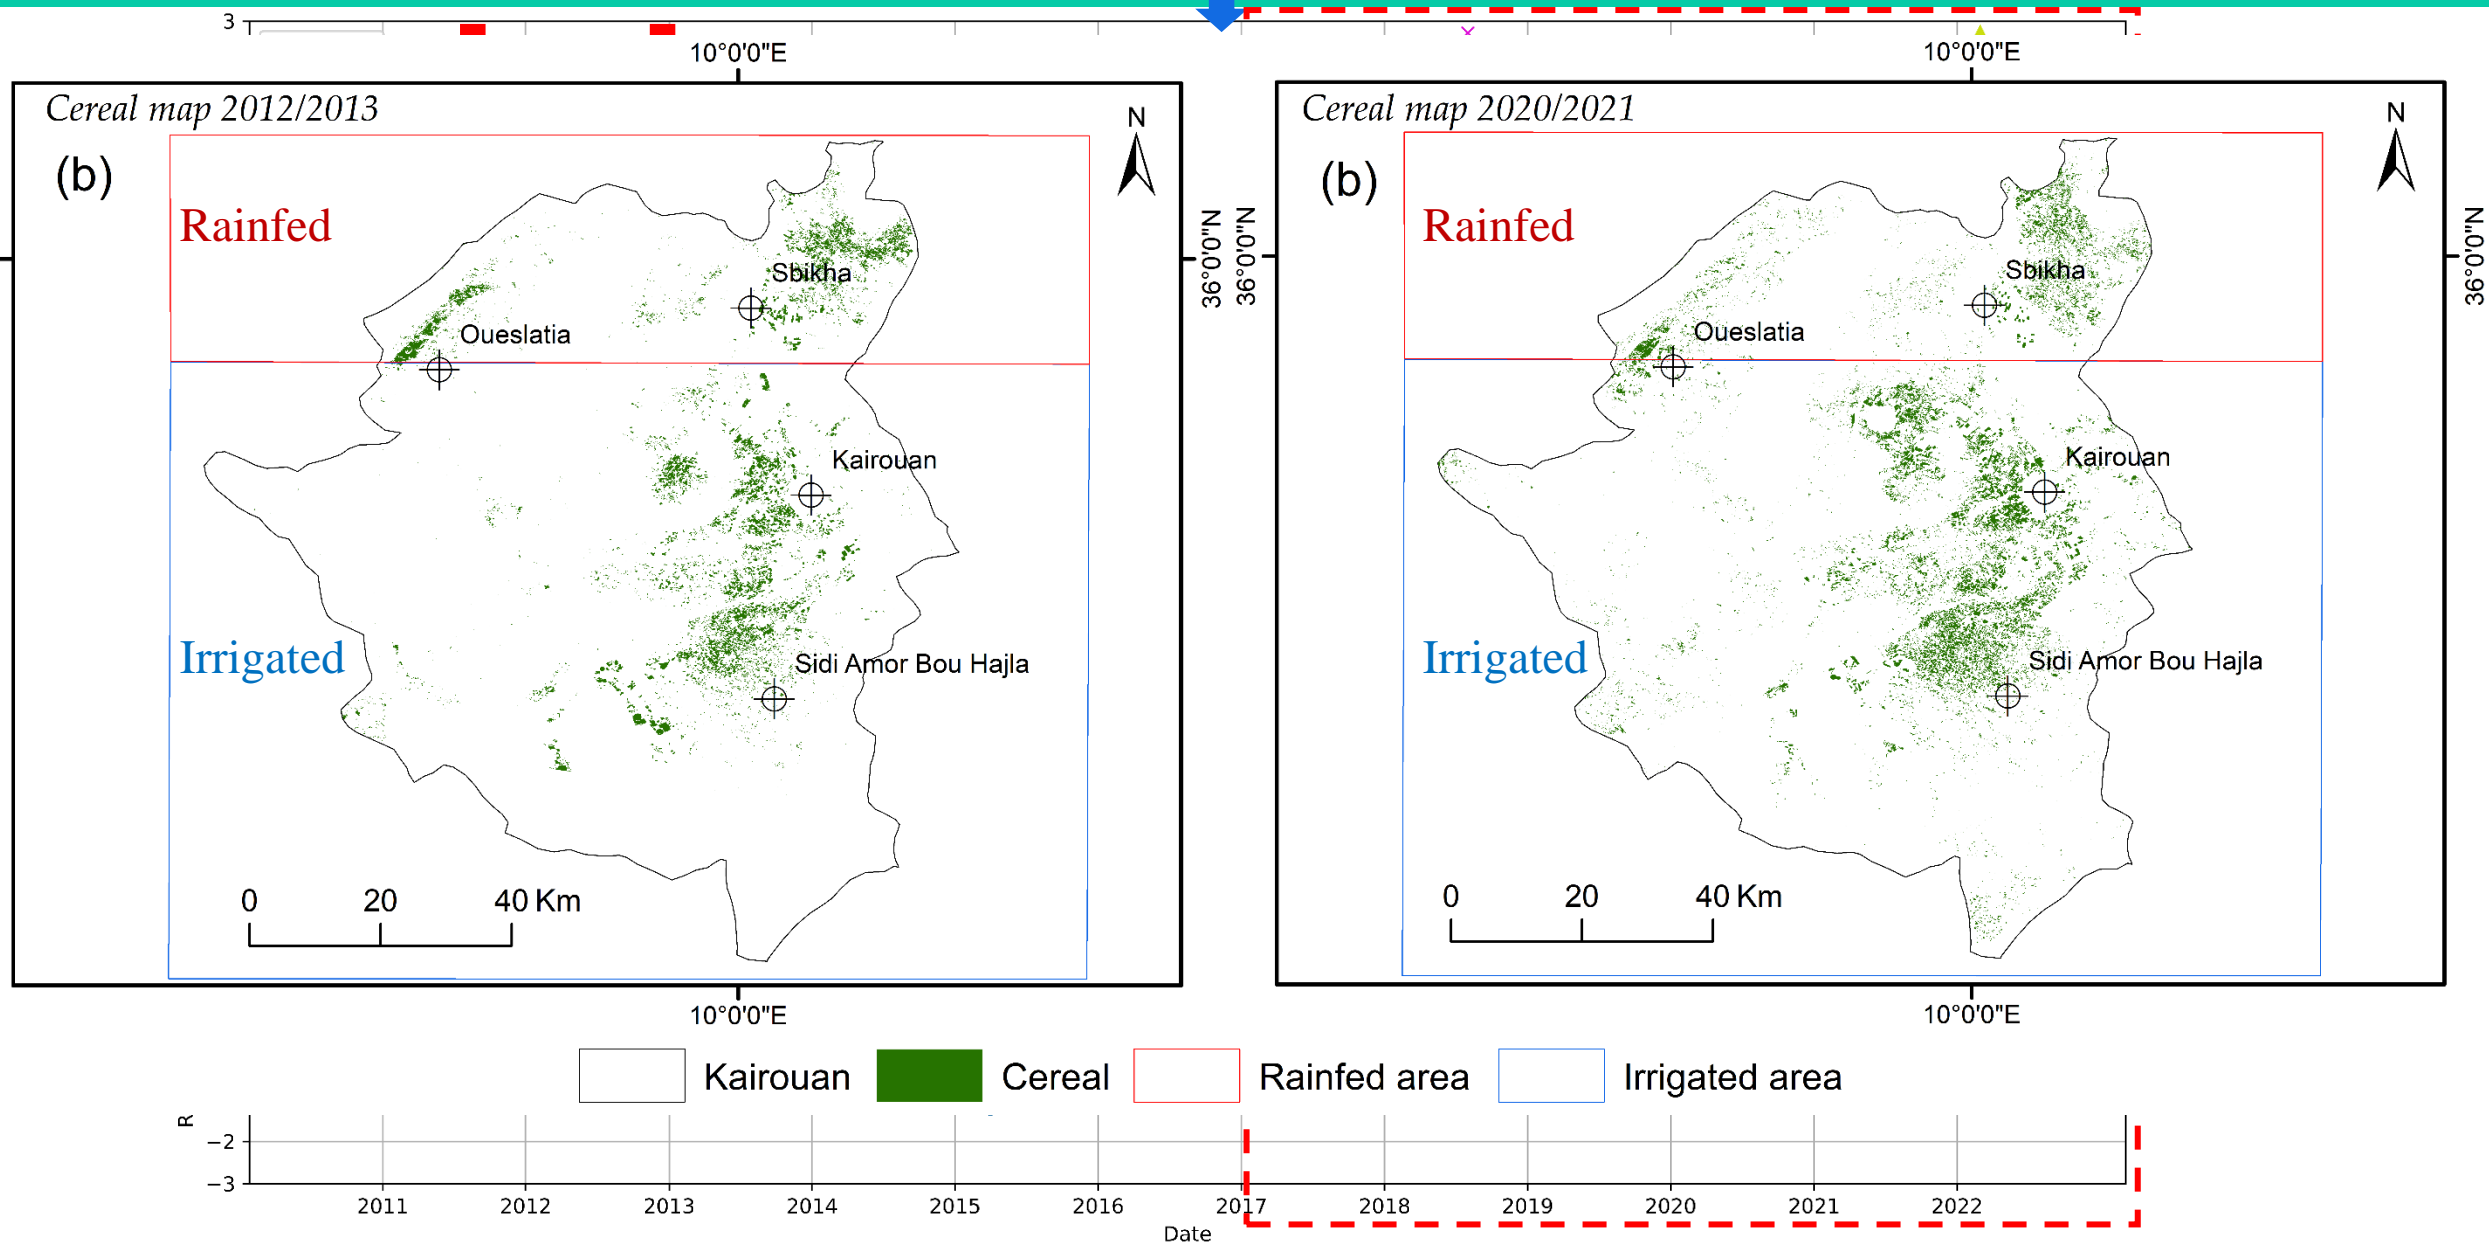 3
10°0'0"E
10°0'0"E
Cereal map 2012/2013
N
(b)
Rainfed
Sbikha
Oueslatia
Kairouan
Irrigated
Sidi Amor Bou Hajla
0 20 40 Km
36°0'0"N
36°0'0"N
Cereal map 2020/2021
N
(b)
Rainfed
Sbikha
Oueslatia
Kairouan
Irrigated
Sidi Amor Bou Hajla
0 20 40 Km
36°0'0"N
10°0'0"E
10°0'0"E
Kairouan Cereal Rainfed area Irrigated area
R
−2
−3
2011 2012 2013 2014 2015 2016 2017 2018 2019 2020 2021 2022
Date